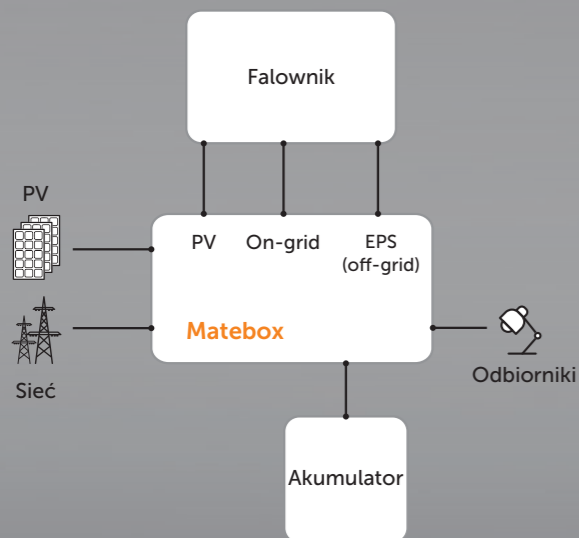 Falownik
PV
PV
On-grid
EPS
(off-grid)
Matebox
Sieć
Odbiorniki
Akumulator